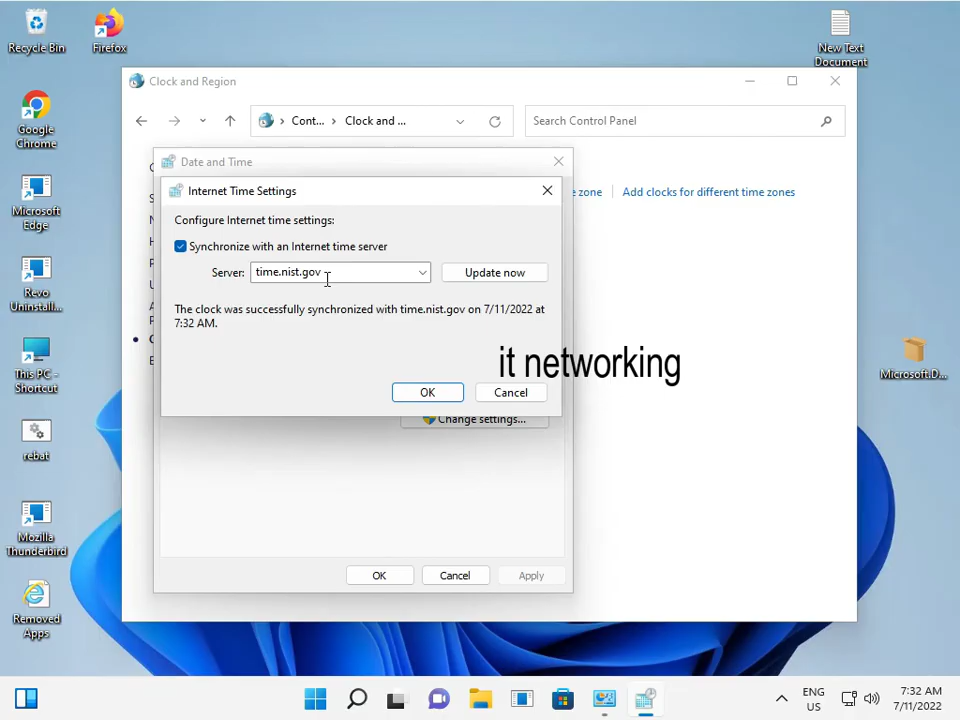 Recycle Bin
Firefox
New Text
Document
Clock and Region
Cont...
Clock and ...
Search Control Panel
Google
Chrome
Date and Time
Internet Time Settings
e zone
Add clocks for different time zones
Configure Internet time settings:
Synchronize with an Internet time server
Server:
time.nist.gov
Update now
Microsoft
Edge
The clock was successfully synchronized with time.nist.gov on 7/11/2022 at
7:32 AM.
Revo
Uninstall...
it networking
OK
Cancel
This PC -
Shortcut
Microsoft.D...
Change settings...
rebat
Mozilla
Thunderbird
OK
Cancel
Apply
Removed
Apps
ENG
US
7:32 AM
7/11/2022